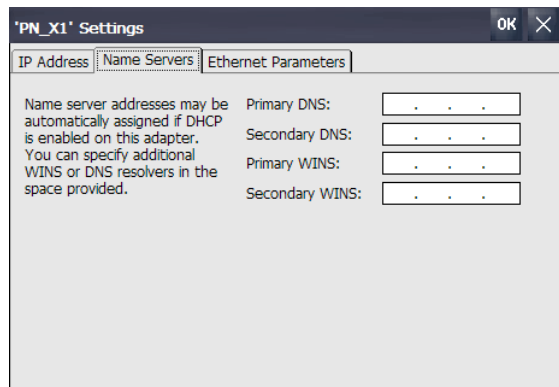 'PN_X1' Settings
OK
IP Address
Name Servers
Ethernet Parameters
Name server addresses may be
automatically assigned if DHCP
is enabled on this adapter.
You can specify additional
WINS or DNS resolvers in the
space provided.
Primary DNS:
. . .
Secondary DNS:
. . .
Primary WINS:
. . .
Secondary WINS:
. . .